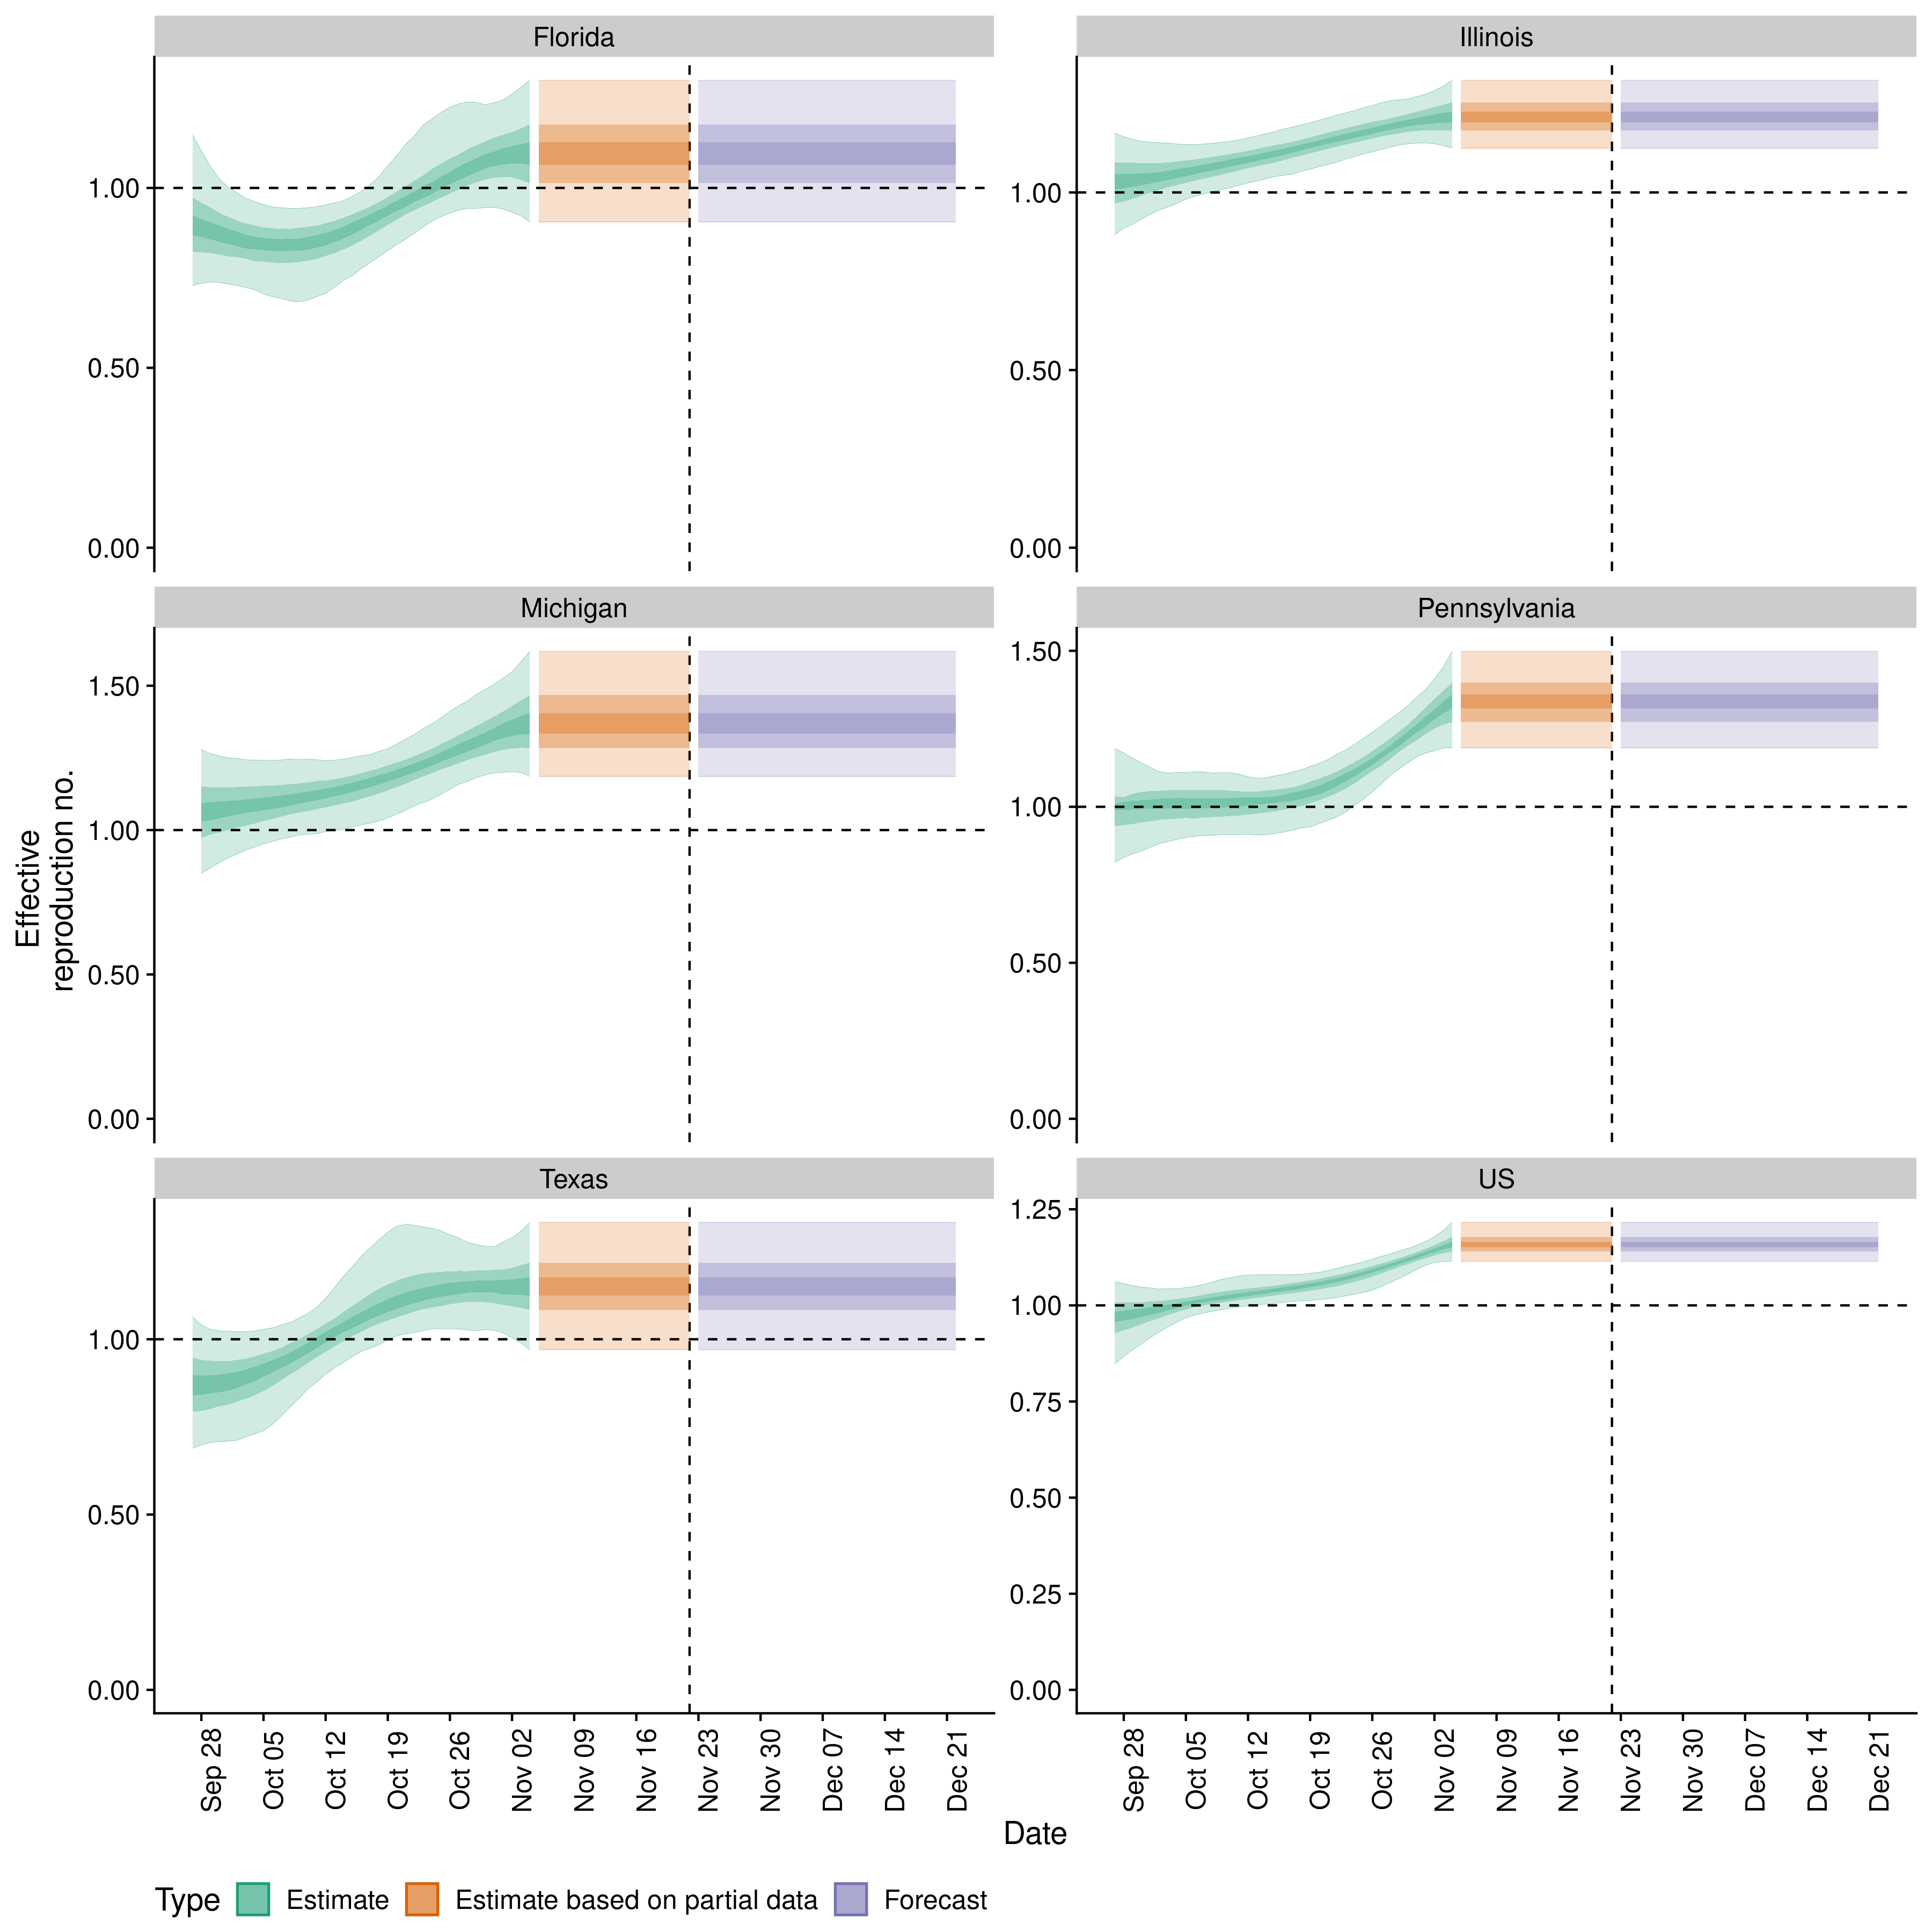 Florida
Illinois
1.00
0.50
0.00
1.00
0.50
0.00
Michigan
Pennsylvania
1.50
1.00
0.50
0.00
1.50
1.00
0.50
0.00
Texas
US
1.00
0.50
0.00
1.25
1.00
0.75
0.50
0.25
0.00
Effective
reproduction no.
Sep 28
Oct 05
Oct 12
Oct 19
Oct 26
Nov 02
Nov 09
Nov 16
Nov 23
Nov 30
Dec 07
Dec 14
Dec 21
Sep 28
Oct 05
Oct 12
Oct 19
Oct 26
Nov 02
Nov 09
Nov 16
Nov 23
Nov 30
Dec 07
Dec 14
Dec 21
Date
Type Estimate Estimate based on partial data Forecast